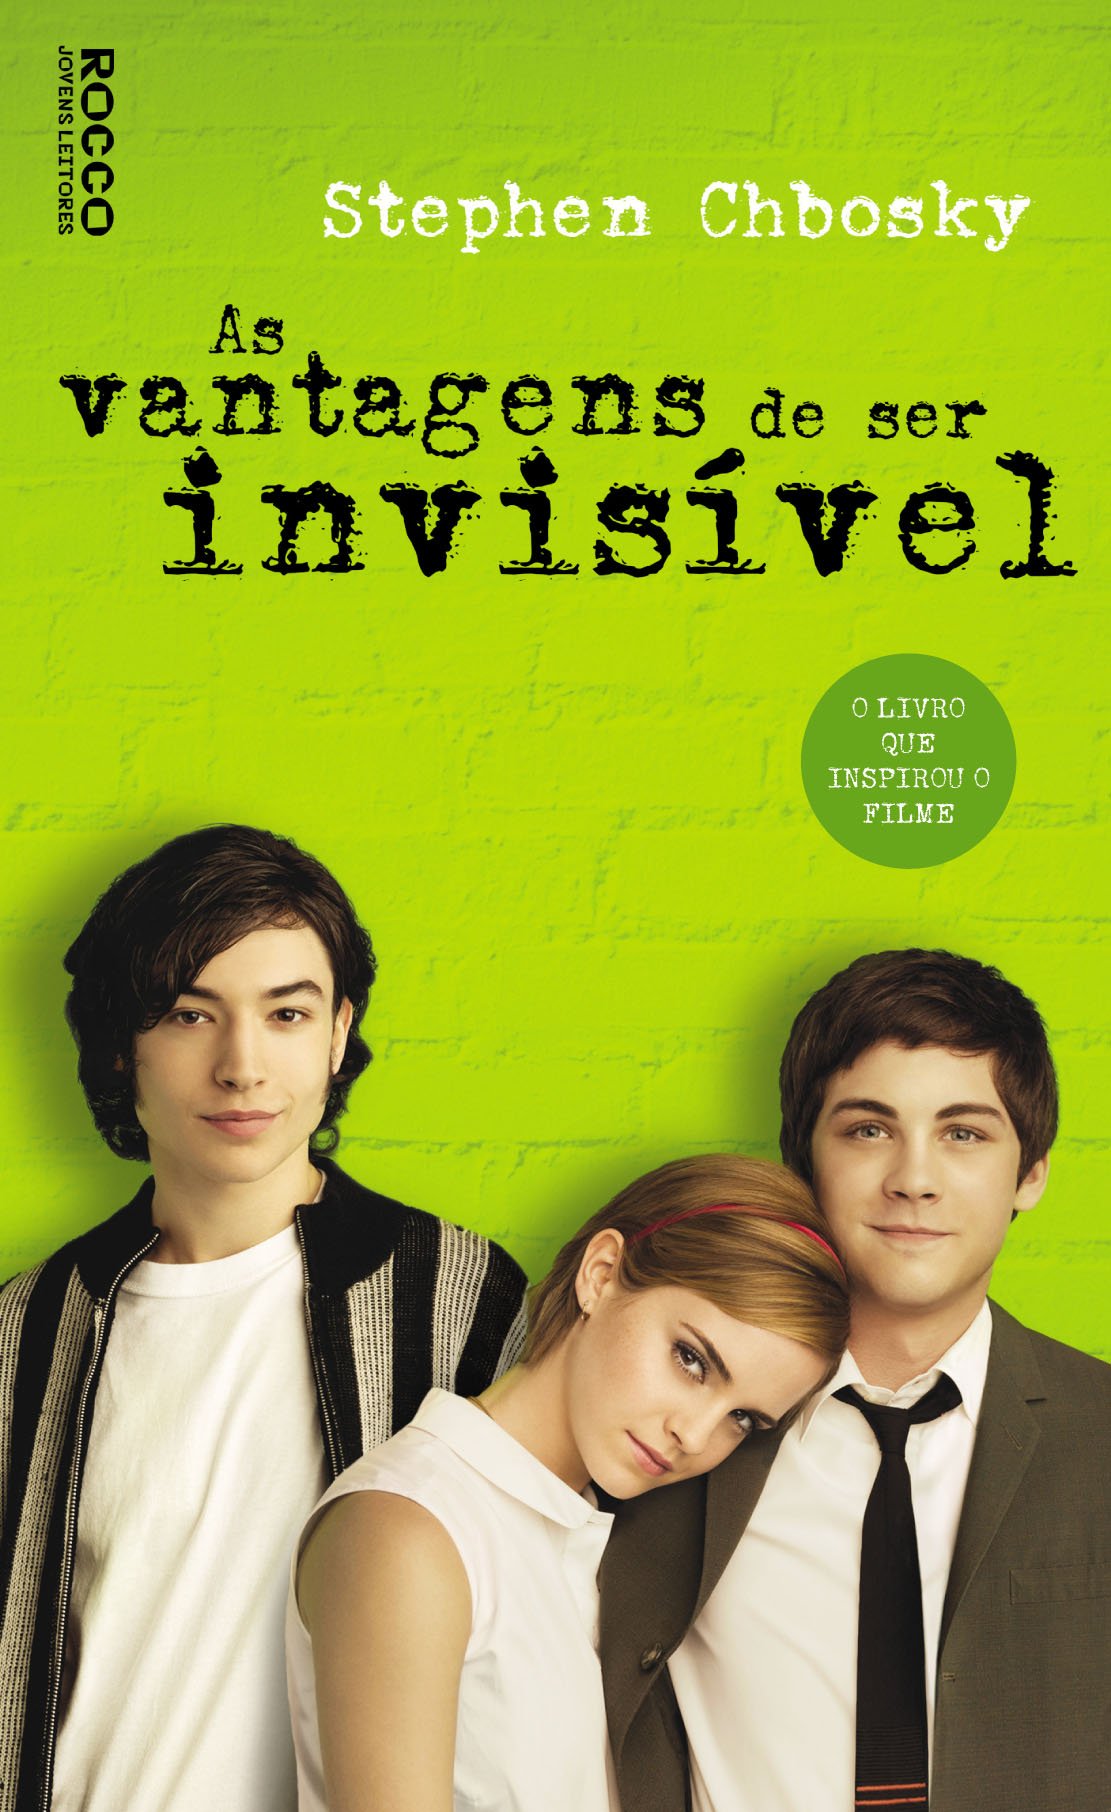 ROCCO
JOVENS LEITORES
Stephen Chbosky
As
vantagens de ser
invisível
O LIVRO
QUE
INSPIROU O
FILME